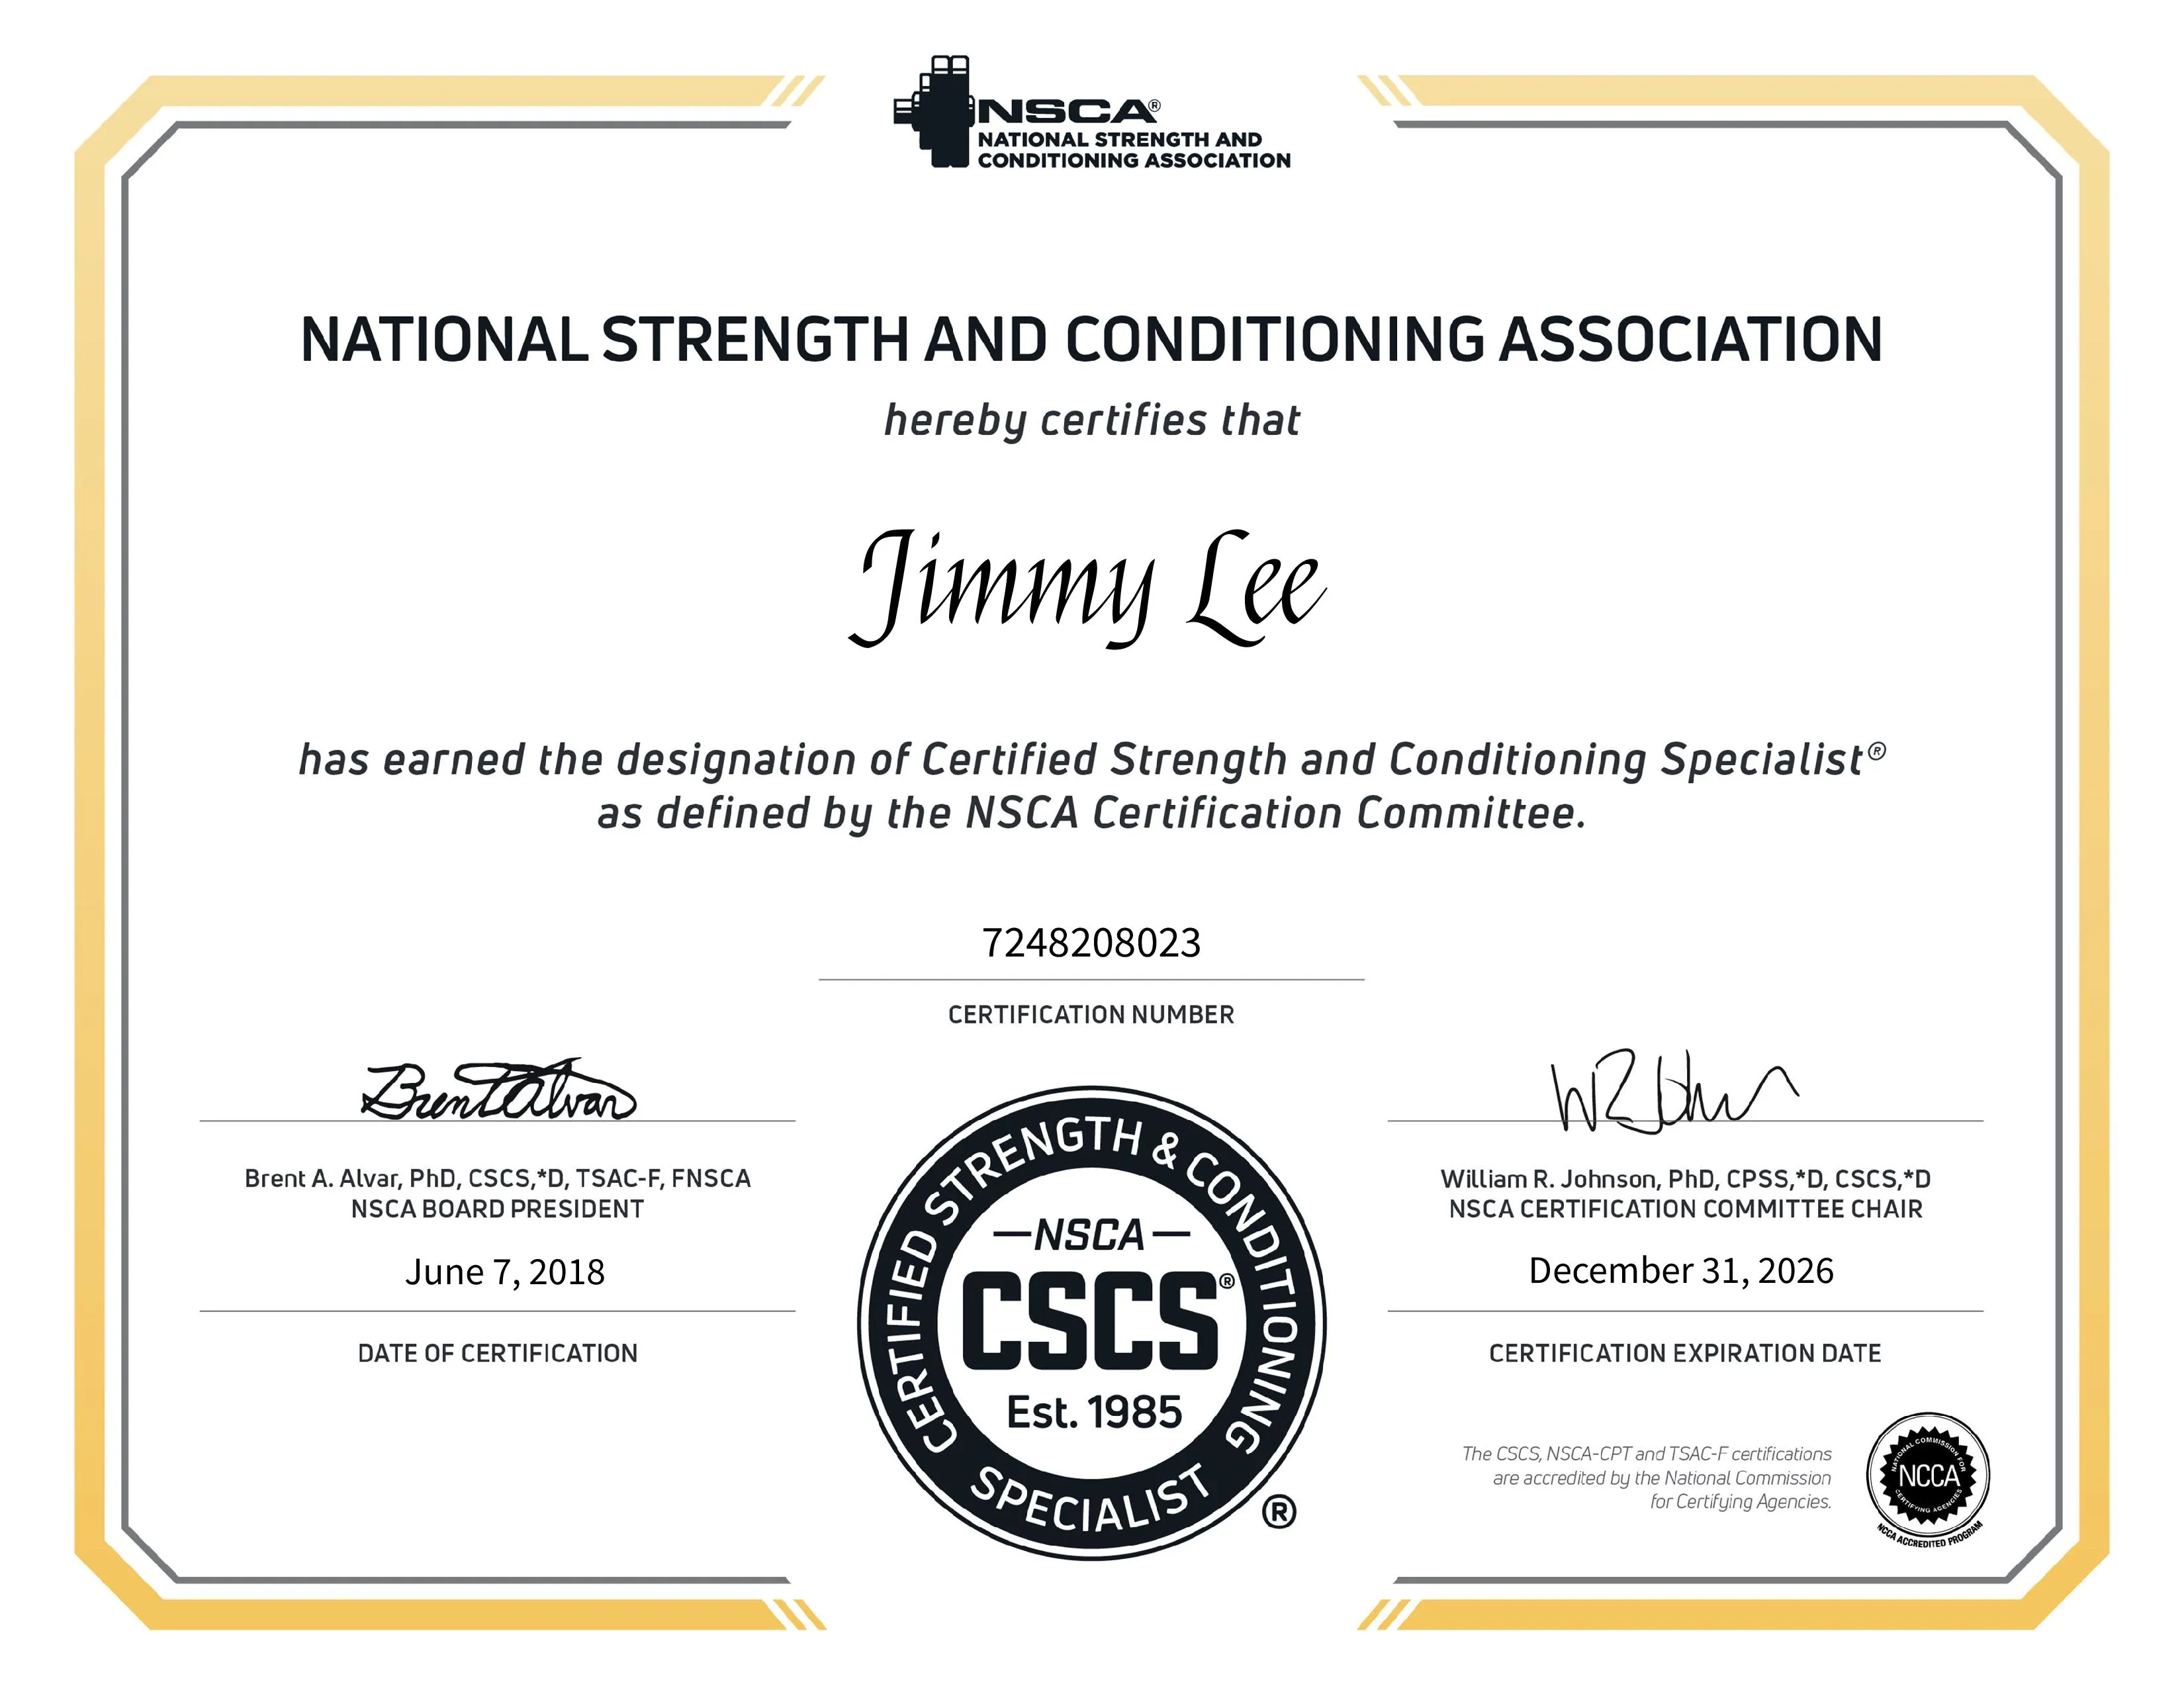 NSCA®
NATIONAL STRENGTH AND
CONDITIONING ASSOCIATION
NATIONAL STRENGTH AND CONDITIONING ASSOCIATION
hereby certifies that
Jimmy Lee
has earned the designation of Certified Strength and Conditioning Specialist®
as defined by the NSCA Certification Committee.
7248208023
CERTIFICATION NUMBER
Brent A. Alvar, PhD, CSCS,*D, TSAC-F, FNSCA
NSCA BOARD PRESIDENT
June 7, 2018
DATE OF CERTIFICATION
CERTIFIED STRENGTH & CONDITIONING
SPECIALIST
NSCA
CSCS®
Est. 1985
®
William R. Johnson, PhD, CPSS,*D, CSCS,*D
NSCA CERTIFICATION COMMITTEE CHAIR
December 31, 2026
CERTIFICATION EXPIRATION DATE
The CSCS, NSCA-CPT and TSAC-F certifications
are accredited by the National Commission
for Certifying Agencies.
NATIONAL COMMISSION FOR
NCCA
CERTIFYING AGENCIES
NCCA ACCREDITED PROGRAM